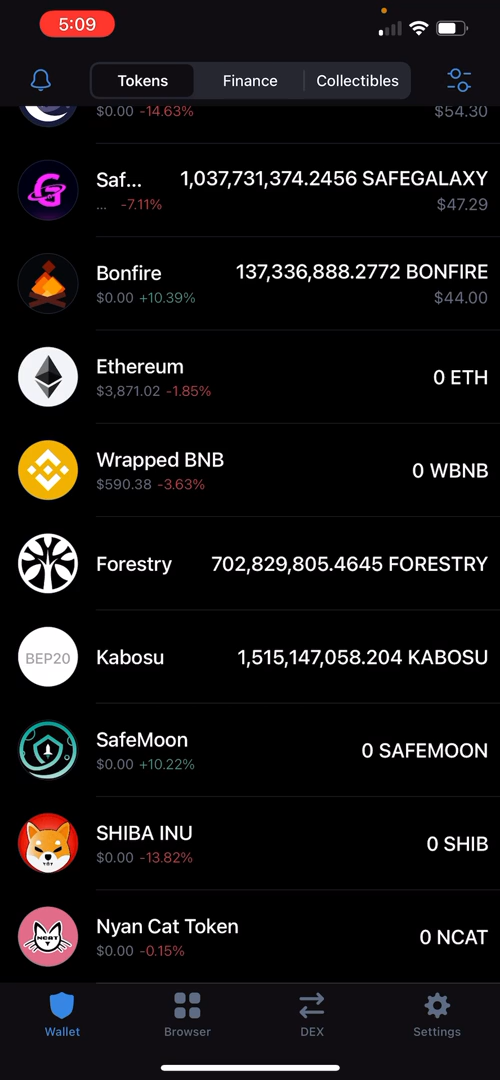 5:09
Tokens
Finance
Collectibles
$0.00 -14.63%
$54.30
Saf...
1,037,731,374.2456 SAFEGALAXY
... -7.11%
$47.29
Bonfire
137,336,888.2772 BONFIRE
$0.00 +10.39%
$44.00
Ethereum
$3,871.02 -1.85%
0 ETH
Wrapped BNB
$590.38 -3.63%
0 WBNB
Forestry
702,829,805.4645 FORESTRY
BEP20
Kabosu
1,515,147,058.204 KABOSU
SafeMoon
$0.00 +10.22%
0 SAFEMOON
SHIBA INU
$0.00 -13.82%
0 SHIB
NCAT
Nyan Cat Token
$0.00 -0.15%
0 NCAT
Wallet
Browser
DEX
Settings